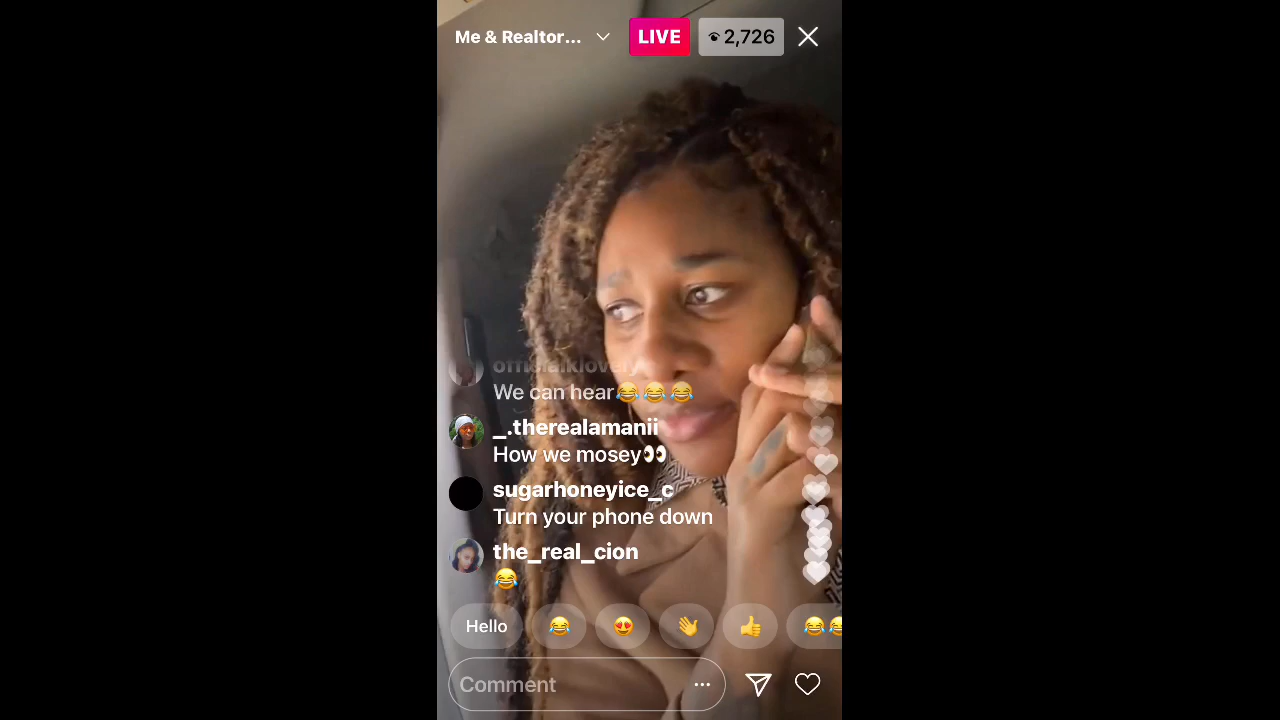 Me & Realtor...
LIVE
2,726
We can hear😂😂😂
_.therealamanii
How we mosey👀
sugarhoneyice_c
Turn your phone down
the_real_cion
😂
Hello 😂 😍 👋 👍 😂😂
Comment